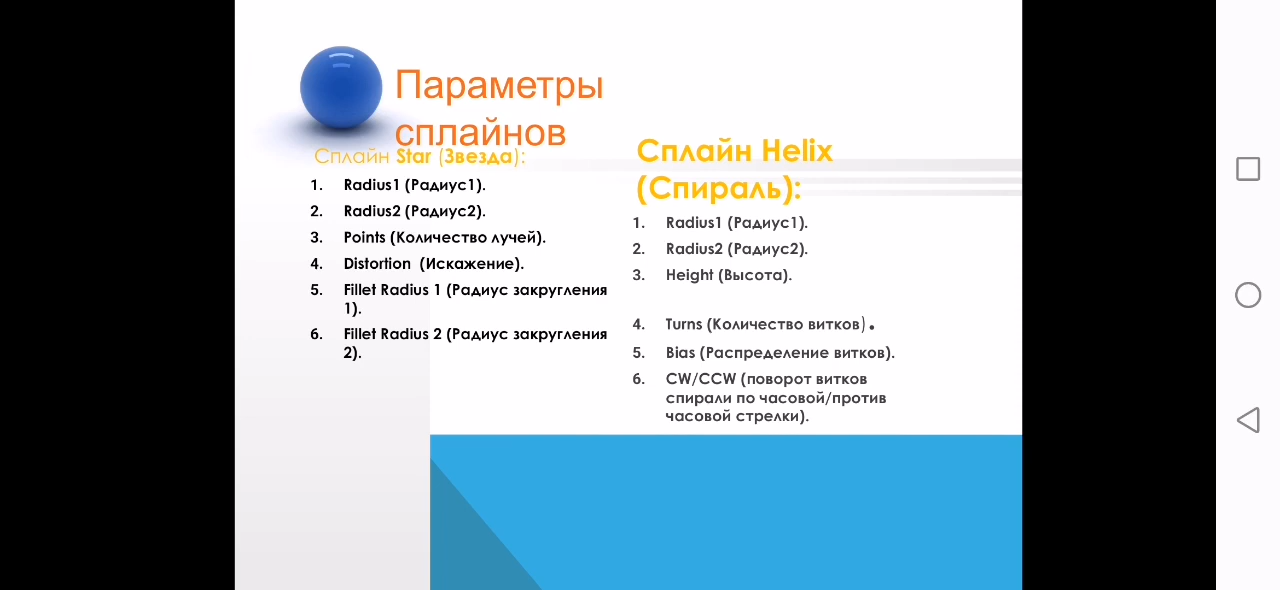 Параметры
сплайнов
Сплайн Star (Звезда):
1. Radius1 (Радиус1).
2. Radius2 (Радиус2).
3. Points (Количество лучей).
4. Distortion  (Искажение).
5. Fillet Radius 1 (Радиус закругления
1).
6. Fillet Radius 2 (Радиус закругления
2).
Сплайн Helix
(Спираль):
1. Radius1 (Радиус1).
2. Radius2 (Радиус2).
3. Height (Высота).
4. Turns (Количество витков).
5. Bias (Распределение витков).
6. CW/CCW (поворот витков
спирали по часовой/против
часовой стрелки).